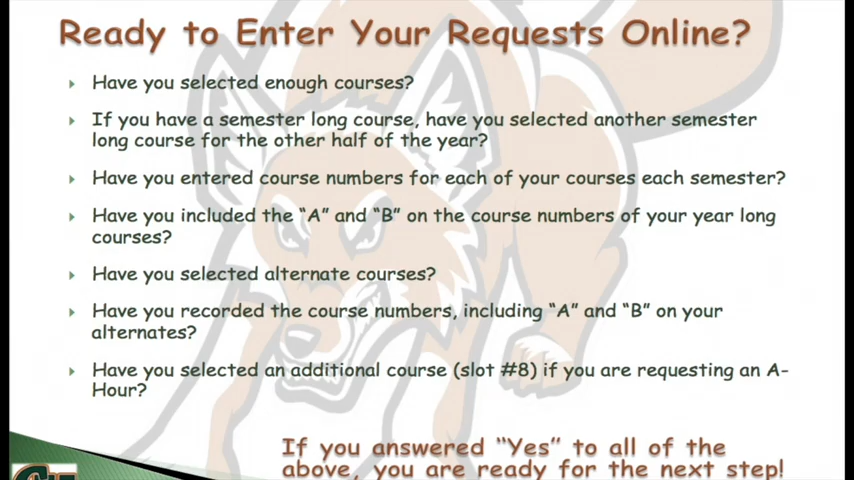 Ready to Enter Your Requests Online?
Have you selected enough courses?
If you have a semester long course, have you selected another semester
long course for the other half of the year?
Have you entered course numbers for each of your courses each semester?
Have you included the “A” and “B” on the course numbers of your year long
courses?
Have you selected alternate courses?
Have you recorded the course numbers, including “A” and “B” on your
alternates?
Have you selected an additional course (slot #8) if you are requesting an A-
Hour?
If you answered “Yes” to all of the
above, you are ready for the next step!